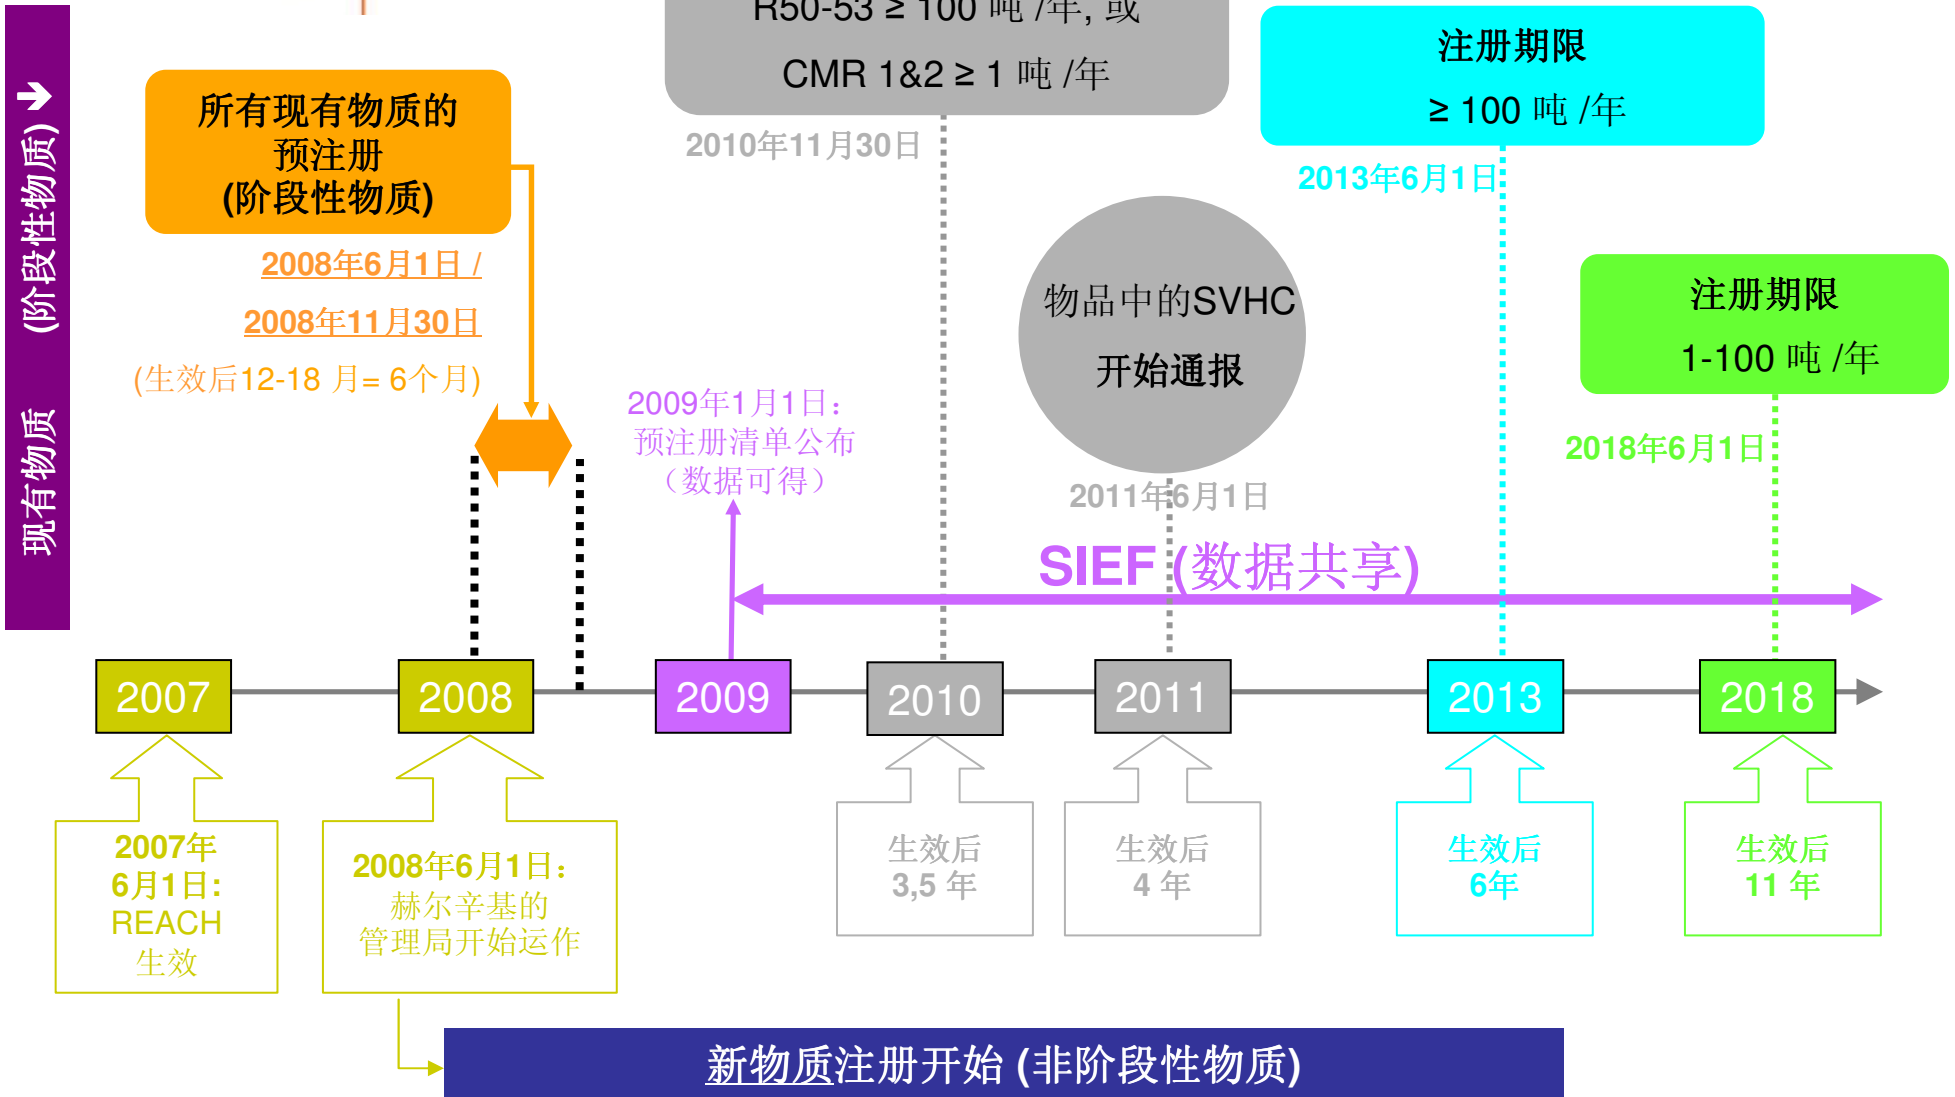 R50-53 ≥ 100 吨 /年, 或
CMR 1&2 ≥ 1 吨 /年
2010年11月30日
注册期限
≥ 100 吨 /年
2013年6月1日
现有物质 (阶段性物质) →
所有现有物质的
预注册
(阶段性物质)
2008年6月1日 /
2008年11月30日
(生效后12-18 月= 6个月)
物品中的SVHC
开始通报
2011年6月1日
注册期限
1-100 吨 /年
2018年6月1日
2009年1月1日：
预注册清单公布
（数据可得）
SIEF (数据共享)
2007
2008
2009
2010
2011
2013
2018
2007年
6月1日:
REACH
生效
2008年6月1日：
赫尔辛基的
管理局开始运作
生效后
3,5 年
生效后
4 年
生效后
6年
生效后
11 年
新物质注册开始 (非阶段性物质)